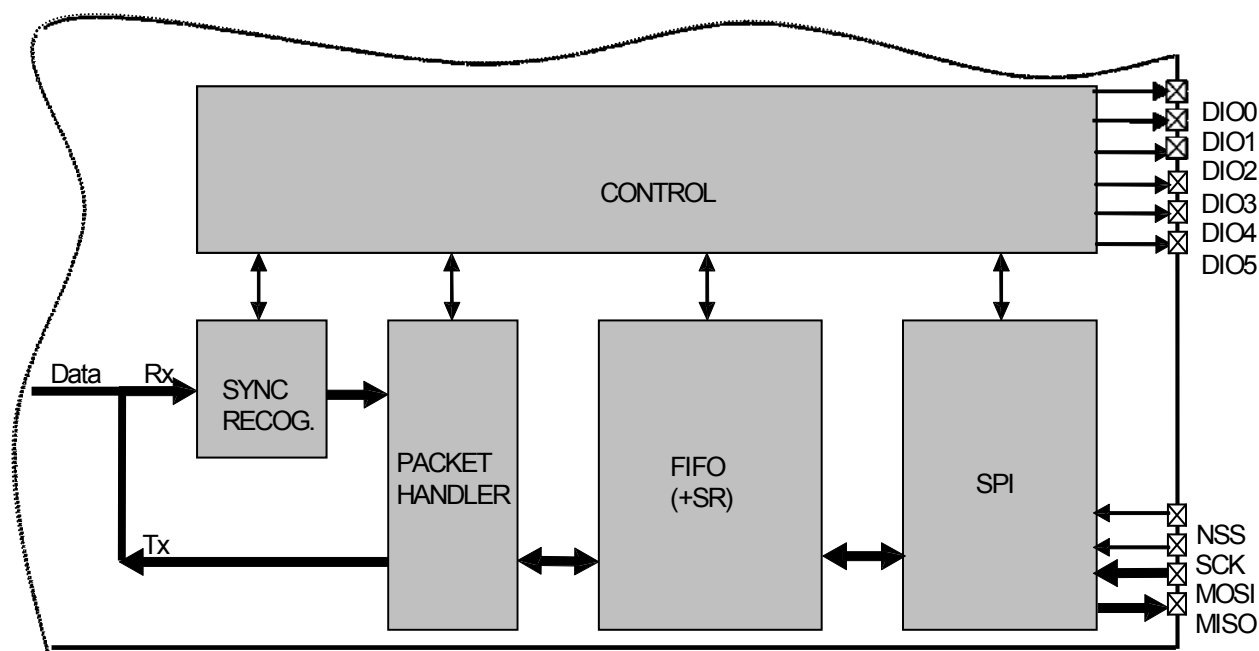 DIO0
DIO1
DIO2
CONTROL
DIO3
DIO4
DIO5
Data
Rx
SYNC
RECOG.
PACKET
HANDLER
FIFO
(+SR)
SPI
Tx
NSS
SCK
MOSI
MISO